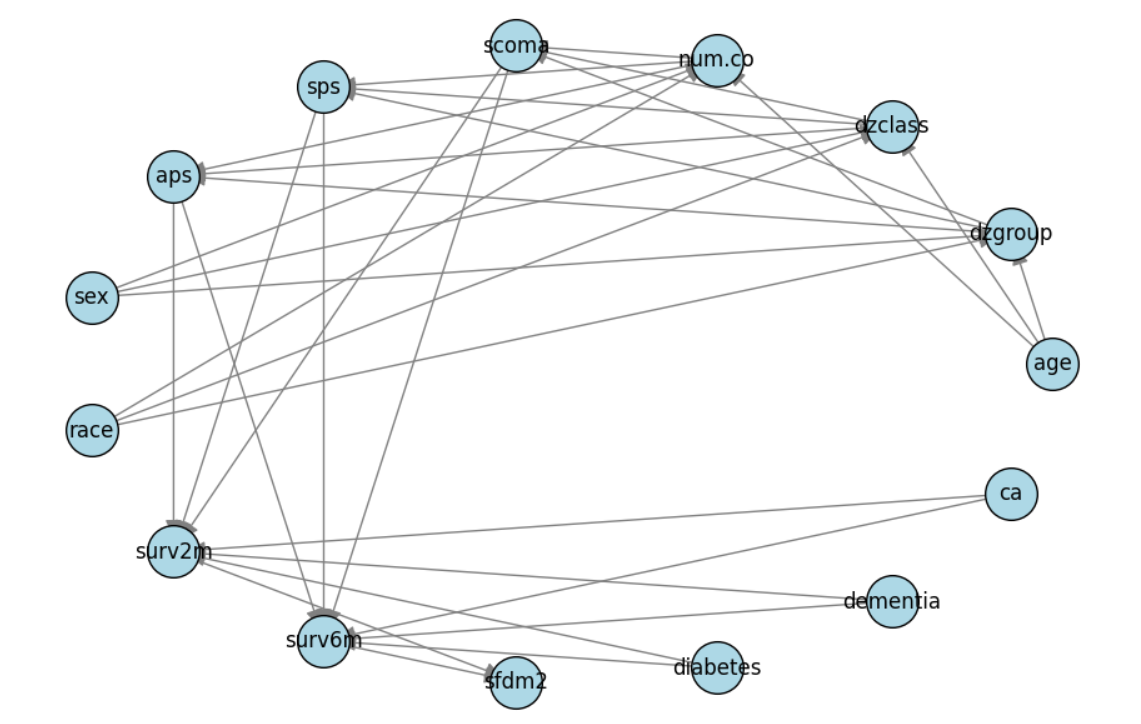 scoma
num.co
sps
dzclass
aps
dzgroup
sex
age
race
ca
surv2m
dementia
surv6m
diabetes
sfdm2